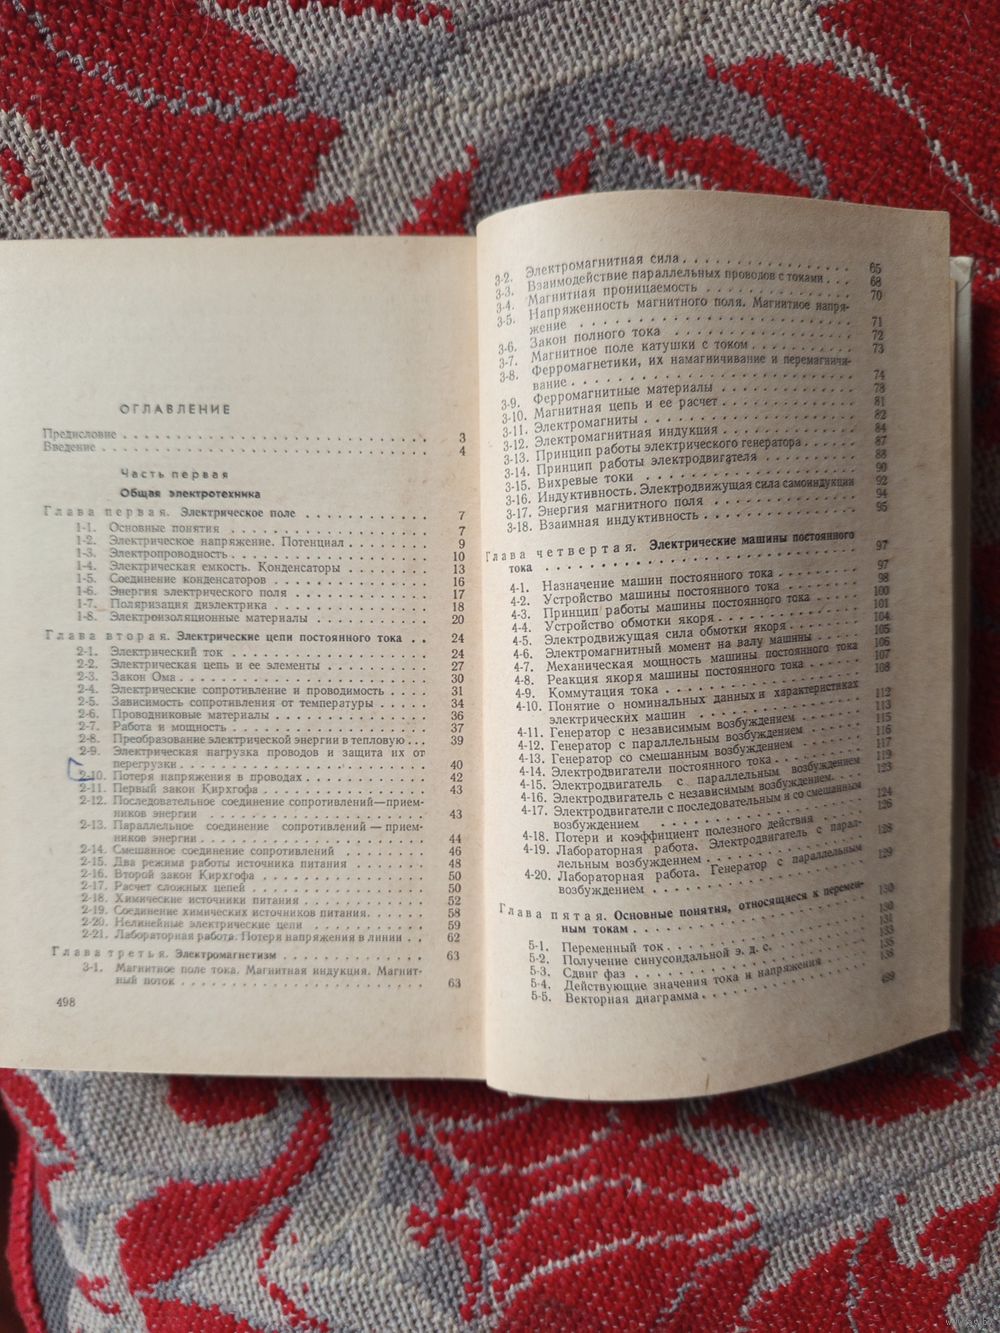 ОГЛАВЛЕНИЕ
Предисловие . . . 3
Введение . . . 4
Часть первая
Общая электротехника
Глава первая. Электрическое поле . . . 7
1-1. Основные понятия . . . 7
1-2. Электрическое напряжение. Потенциал . . . 9
1-3. Электропроводность . . . 10
1-4. Электрическая емкость. Конденсаторы . . . 13
1-5. Соединение конденсаторов . . . 16
1-6. Энергия электрического поля . . . 17
1-7. Поляризация диэлектрика . . . 18
1-8. Электроизоляционные материалы . . . 20
Глава вторая. Электрические цепи постоянного тока . . 24
2-1. Электрический ток . . . 24
2-2. Электрическая цепь и ее элементы . . . 27
2-3. Закон Ома . . . 30
2-4. Электрические сопротивление и проводимость . . . 31
2-5. Зависимость сопротивления от температуры . . . 34
2-6. Проводниковые материалы . . . 36
2-7. Работа и мощность . . . 37
2-8. Преобразование электрической энергии в тепловую . . . 39
2-9. Электрическая нагрузка проводов и защита их от
перегрузки . . . 40
2-10. Потеря напряжения в проводах . . . 42
2-11. Первый закон Кирхгофа . . . 43
2-12. Последовательное соединение сопротивлений—прием-
ников энергии . . . 43
2-13. Параллельное соединение сопротивлений — прием-
ников энергии . . . 44
2-14. Смешанное соединение сопротивлений . . . 46
2-15. Два режима работы источника питания . . . 48
2-16. Второй закон Кирхгофа . . . 50
2-17. Расчет сложных цепей . . . 50
2-18. Химические источники питания . . . 52
2-19. Соединение химических источников питания. . . . 58
2-20. Нелинейные электрические цепи . . . 59
2-21. Лабораторная работа. Потеря напряжения в линии . . 62
Глава третья. Электромагнетизм . . . 63
3-1. Магнитное поле тока. Магнитная индукция. Магнит-
ный поток . . . 63
498
3-2. Электромагнитная сила . . . 65
3-3. Взаимодействие параллельных проводов с токами . . . 68
3-4. Магнитная проницаемость . . . 70
3-5. Напряженность магнитного поля. Магнитное напря-
жение . . . 71
3-6. Закон полного тока . . . 72
3-7. Магнитное поле катушки с током . . . 73
3-8. Ферромагнетики, их намагничивание и перемагничи-
вание . . . 74
3-9. Ферромагнитные материалы . . . 78
3-10. Магнитная цепь и ее расчет . . . 81
3-11. Электромагниты . . . 82
3-12. Электромагнитная индукция . . . 84
3-13. Принцип работы электрического генератора . . . 87
3-14. Принцип работы электродвигателя . . . 88
3-15. Вихревые токи . . . 90
3-16. Индуктивность. Электродвижущая сила самоиндукции 92
3-17. Энергия магнитного поля . . . 94
3-18. Взаимная индуктивность . . . 95
Глава четвертая. Электрические машины постоянного
тока . . . 97
4-1. Назначение машин постоянного тока . . . 97
4-2. Устройство машины постоянного тока . . . 98
4-3. Принцип работы машины постоянного тока . . . 100
4-4. Устройство обмотки якоря . . . 101
4-5. Электродвижущая сила обмотки якоря . . . 104
4-6. Электромагнитный момент на валу машины . . . 105
4-7. Механическая мощность машины постоянного тока 106
4-8. Реакция якоря машины постоянного тока . . . 107
4-9. Коммутация тока . . . 108
4-10. Понятие о номинальных данных и характеристиках
электрических машин . . . 112
4-11. Генератор с независимым возбуждением . . . 113
4-12. Генератор с параллельным возбуждением . . . 115
4-13. Генератор со смешанным возбуждением . . . 116
4-14. Электродвигатели постоянного тока . . . 117
4-15. Электродвигатель с параллельным возбуждением 119
4-16. Электродвигатель с независимым возбуждением. . . . 123
4-17. Электродвигатели с последовательным и со смешанным
возбуждением . . . 124
4-18. Потери и коэффициент полезного действия . . . 126
4-19. Лабораторная работа. Электродвигатель с парал-
лельным возбуждением . . . 128
4-20. Лабораторная работа. Генератор с параллельным
возбуждением . . . 129
Глава пятая. Основные понятия, относящиеся к перемен-
ным токам . . . 130
5-1. Переменный ток . . . 130
5-2. Получение синусоидальной э. д. с. . . . 131
5-3. Сдвиг фаз . . . 133
5-4. Действующие значения тока и напряжения . . . 135
5-5. Векторная диаграмма . . .